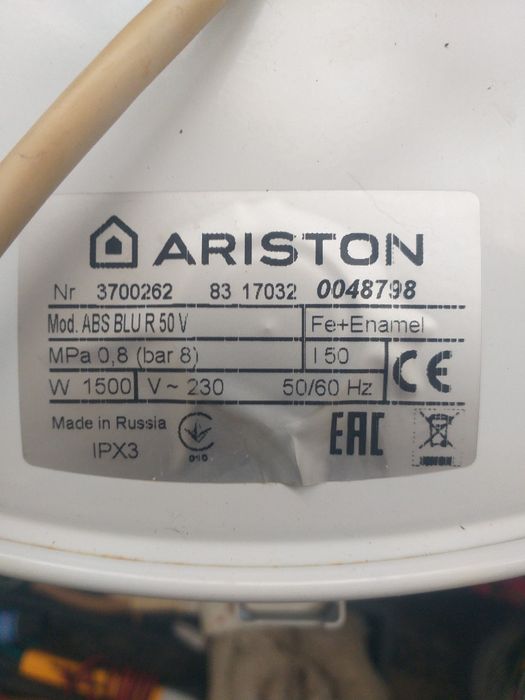 ARISTON
Nr 3700262 83 17032 0048798
Mod. ABS BLU R 50 V Fe+Enamel
MPa 0,8 (bar 8) l 50
W 1500 V~ 230 50/60 Hz CE
Made in Russia
IPX3 EAC